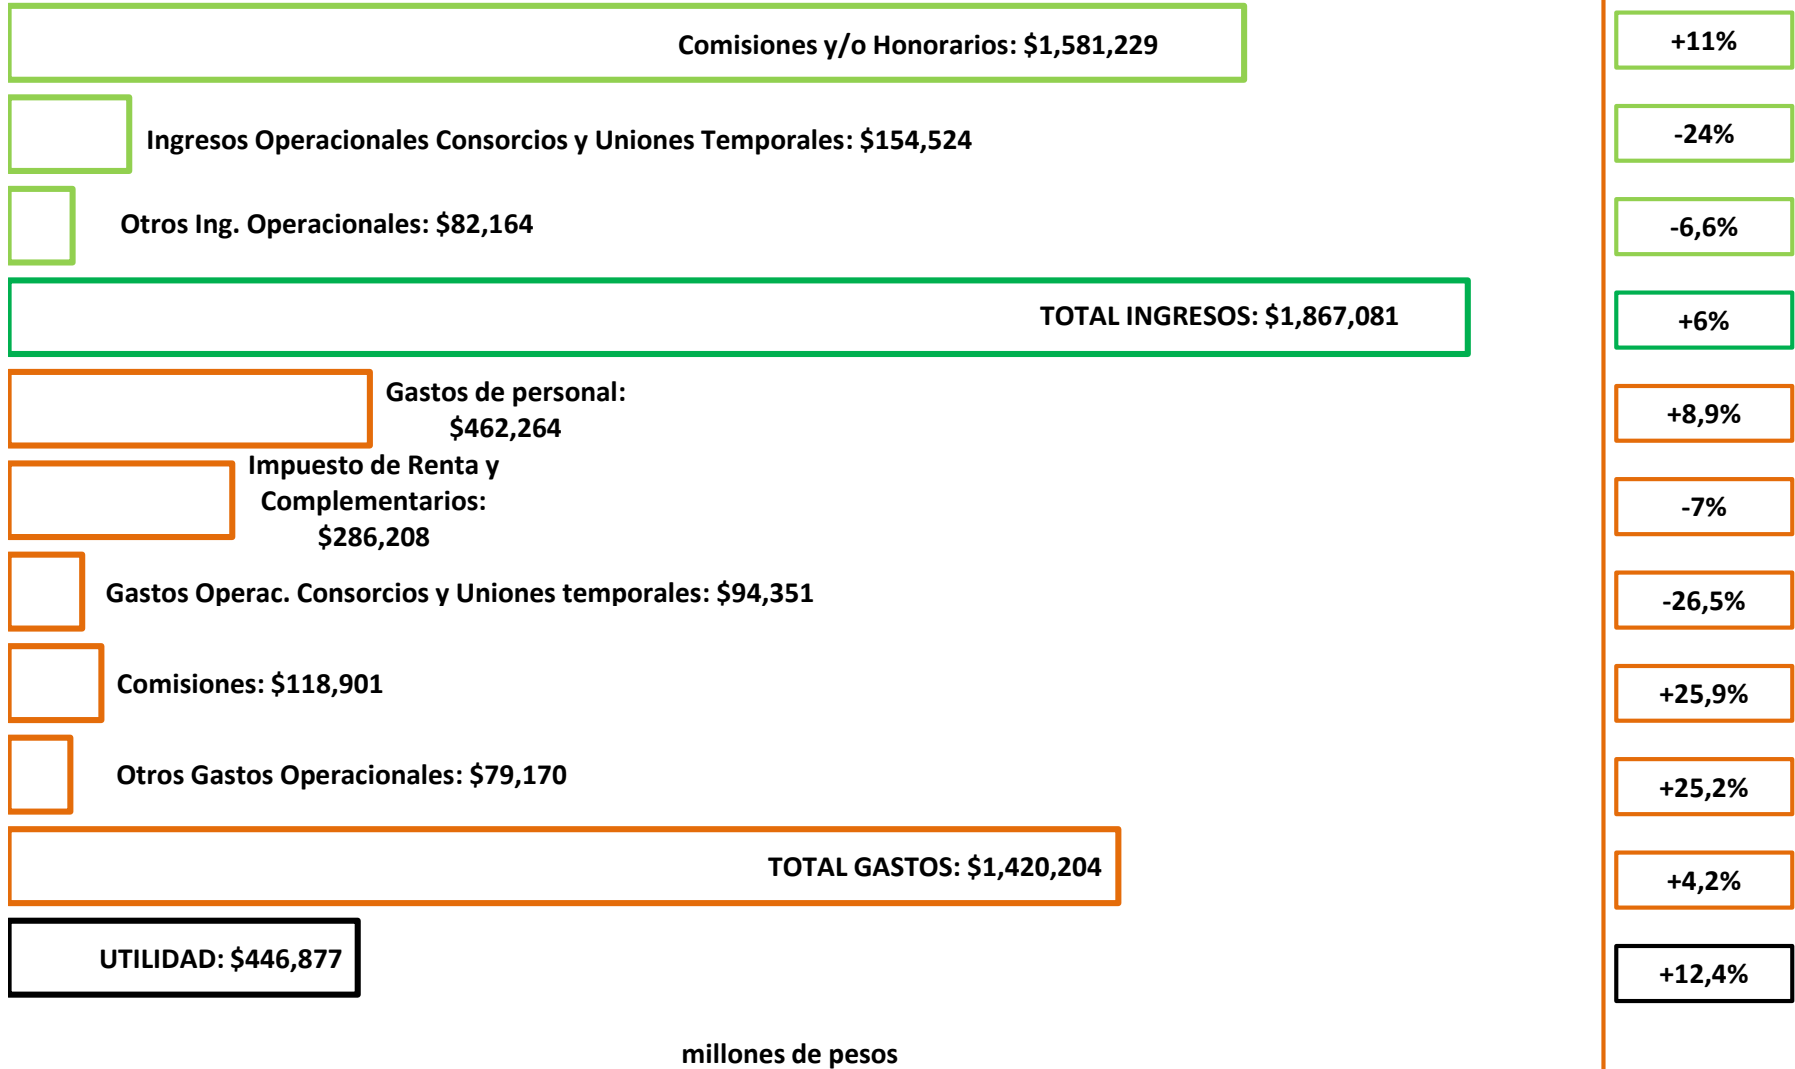 Comisiones y/o Honorarios: $1,581,229
+11%
Ingresos Operacionales Consorcios y Uniones Temporales: $154,524
-24%
Otros Ing. Operacionales: $82,164
-6,6%
TOTAL INGRESOS: $1,867,081
+6%
Gastos de personal:
$462,264
+8,9%
Impuesto de Renta y
Complementarios:
$286,208
-7%
Gastos Operac. Consorcios y Uniones temporales: $94,351
-26,5%
Comisiones: $118,901
+25,9%
Otros Gastos Operacionales: $79,170
+25,2%
TOTAL GASTOS: $1,420,204
+4,2%
UTILIDAD: $446,877
+12,4%
millones de pesos